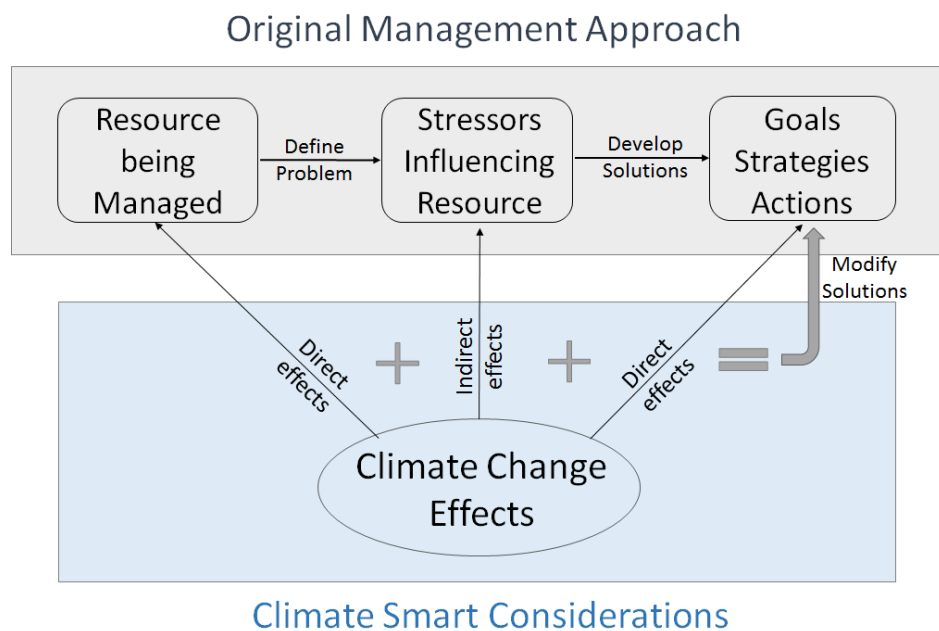 Original Management Approach
Resource
being
Managed
Define
Problem
Stressors
Influencing
Resource
Develop
Solutions
Goals
Strategies
Actions
Modify
Solutions
Direct
effects
+
Indirect
effects
+
Direct
effects
=
Climate Change
Effects
Climate Smart Considerations